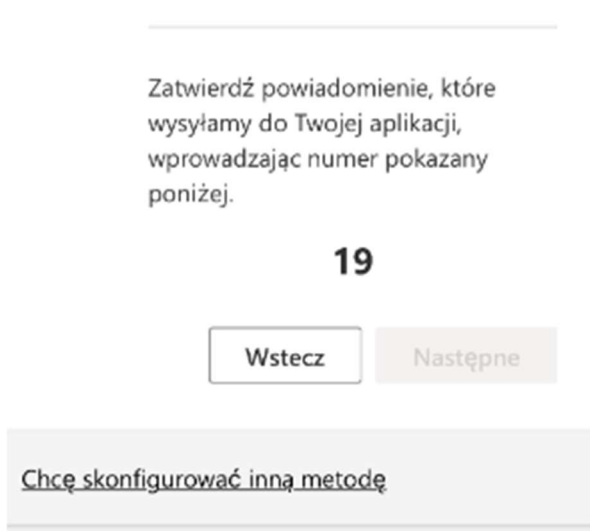 Zatwierdź powiadomienie, które
wysyłamy do Twojej aplikacji,
wprowadzając numer pokazany
poniżej.
19
Wstecz Następne
Chcę skonfigurować inną metodę